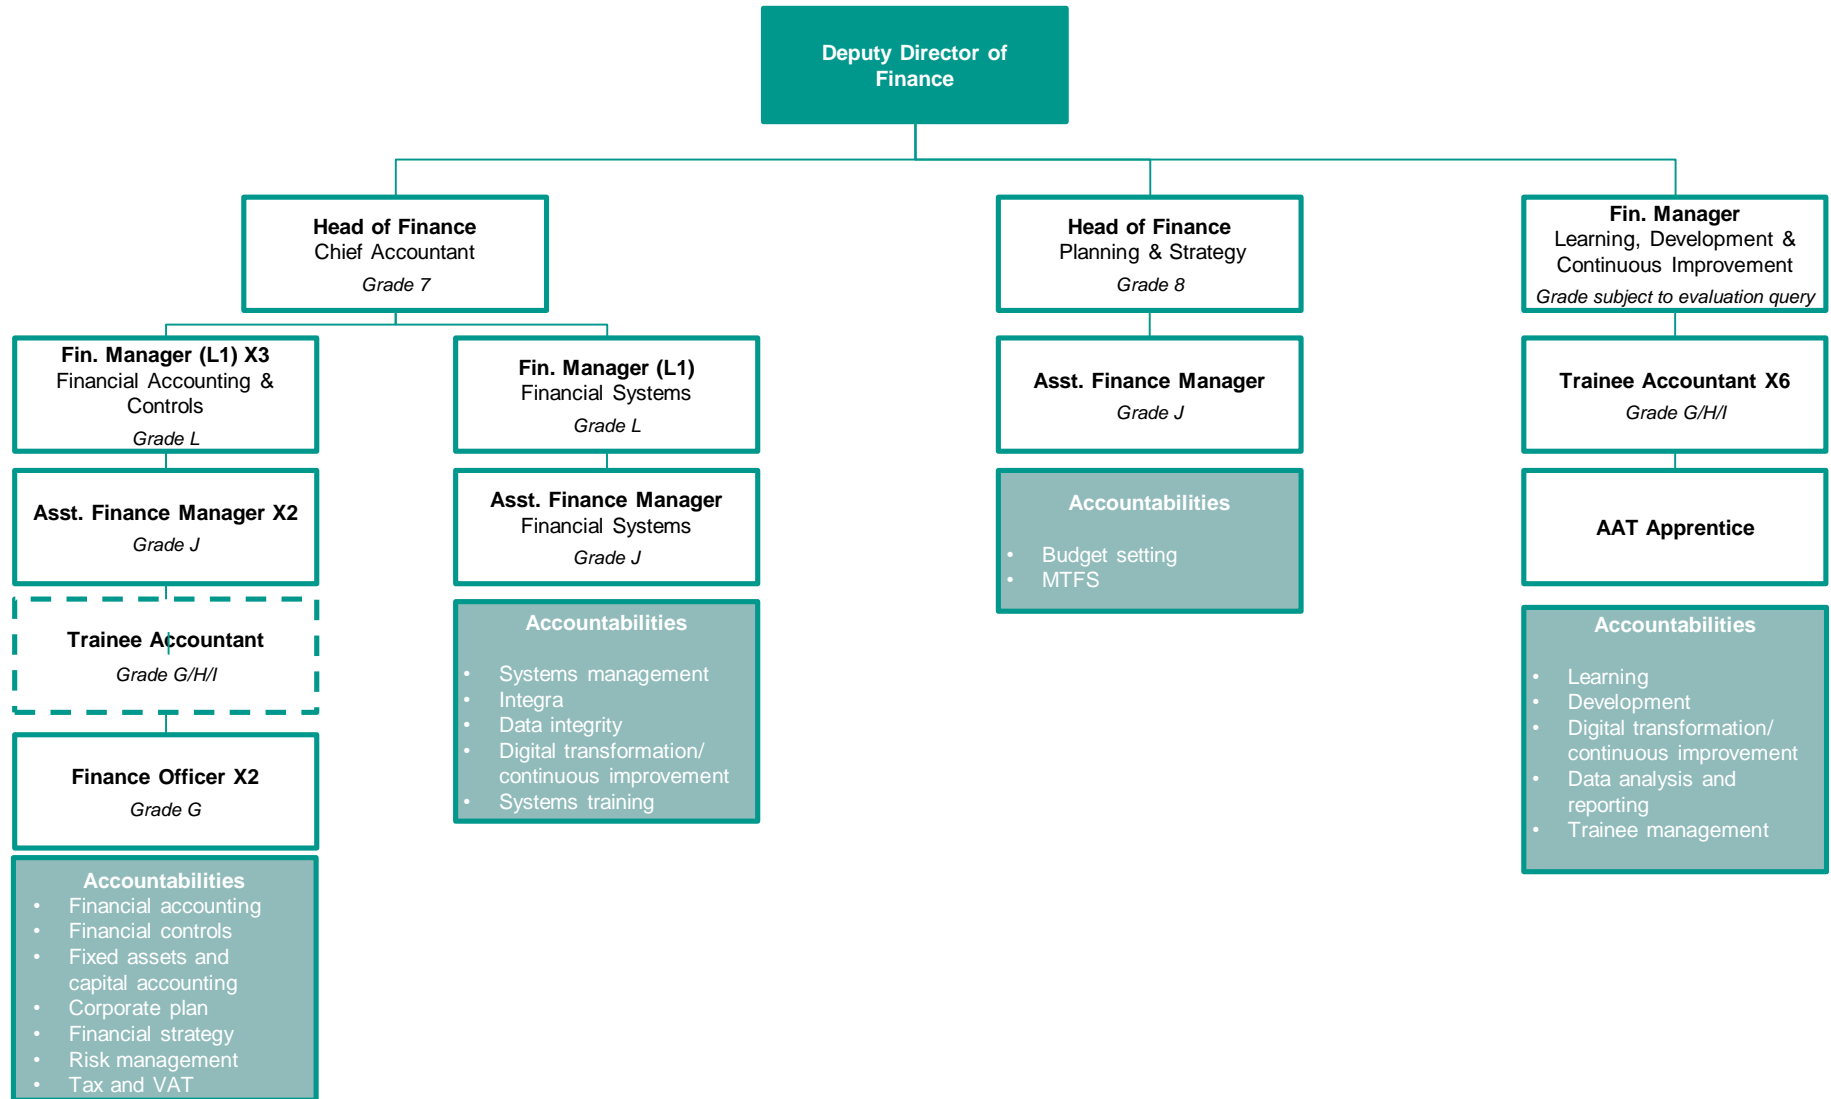 Deputy Director of
Finance
Head of Finance
Chief Accountant
Grade 7
Head of Finance
Planning & Strategy
Grade 8
Fin. Manager
Learning, Development &
Continuous Improvement
Grade subject to evaluation query
Fin. Manager (L1) X3
Financial Accounting &
Controls
Grade L
Fin. Manager (L1)
Financial Systems
Grade L
Asst. Finance Manager
Grade J
Trainee Accountant X6
Grade G/H/I
Asst. Finance Manager X2
Grade J
Asst. Finance Manager
Financial Systems
Grade J
Accountabilities
• Budget setting
• MTFS
AAT Apprentice
Trainee Accountant
Grade G/H/I
Accountabilities
• Systems management
• Integra
• Data integrity
• Digital transformation/
continuous improvement
• Systems training
Accountabilities
• Learning
• Development
• Digital transformation/
continuous improvement
• Data analysis and
reporting
• Trainee management
Finance Officer X2
Grade G
Accountabilities
• Financial accounting
• Financial controls
• Fixed assets and
capital accounting
• Corporate plan
• Financial strategy
• Risk management
• Tax and VAT